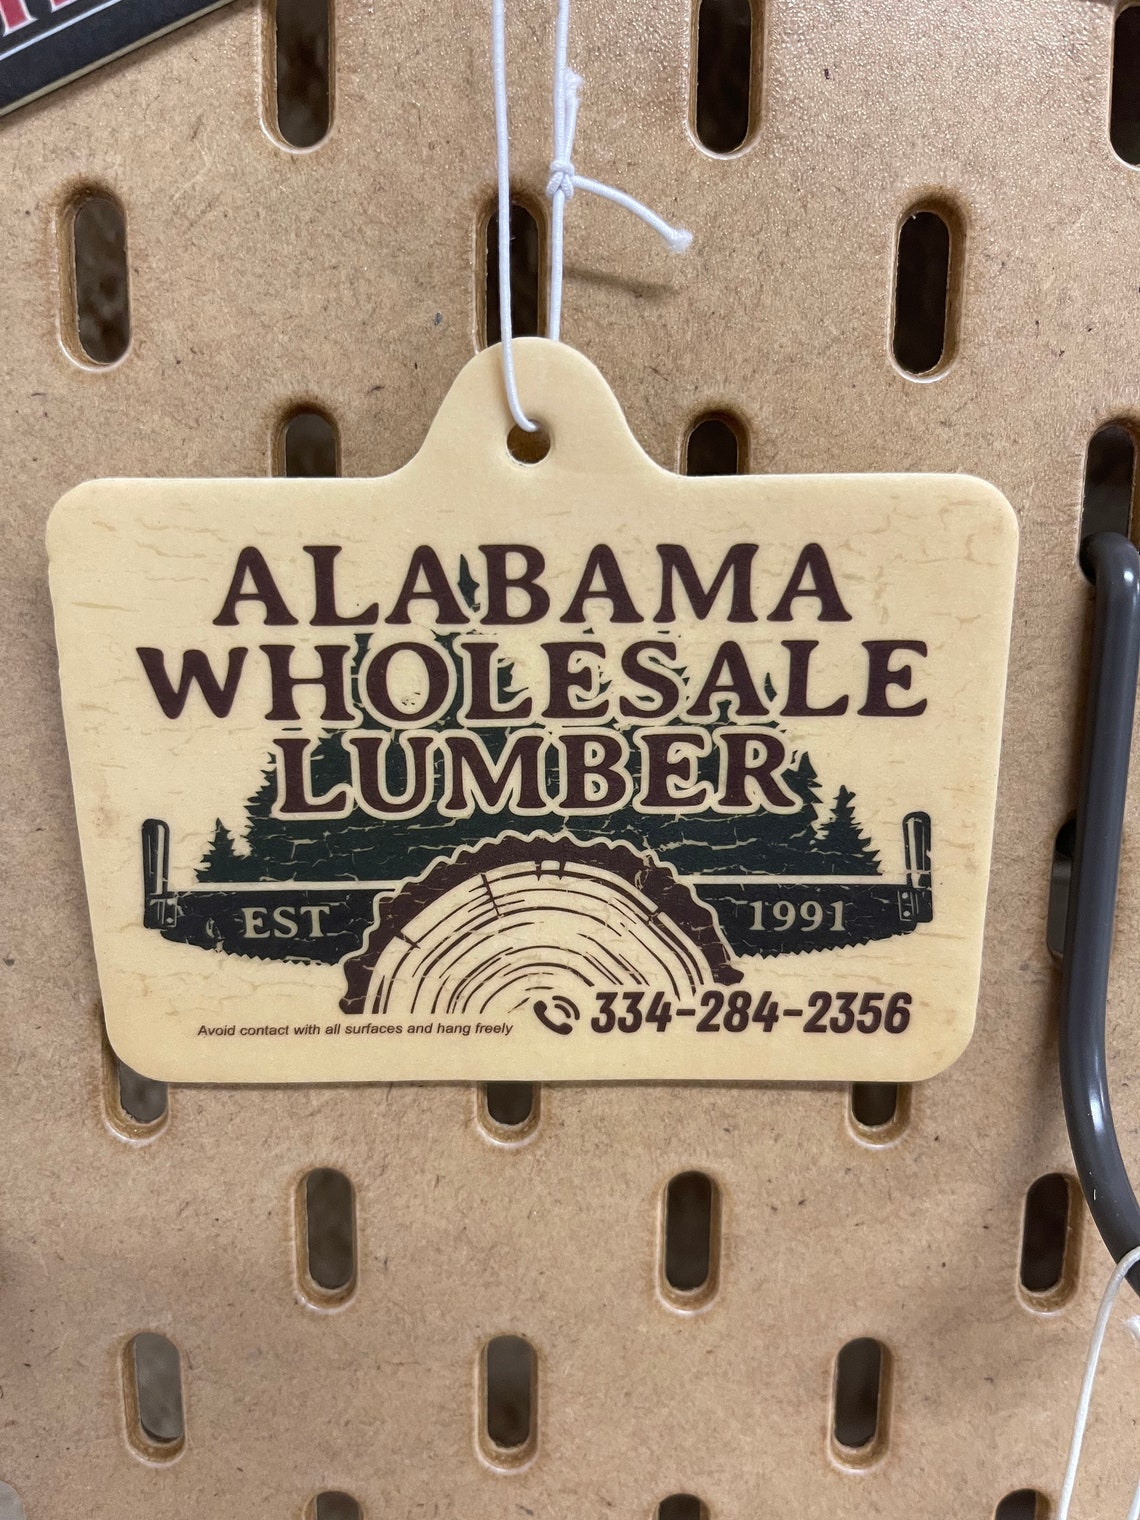 ALABAMA
WHOLESALE
LUMBER
EST 1991
334-284-2356
Avoid contact with all surfaces and hang freely